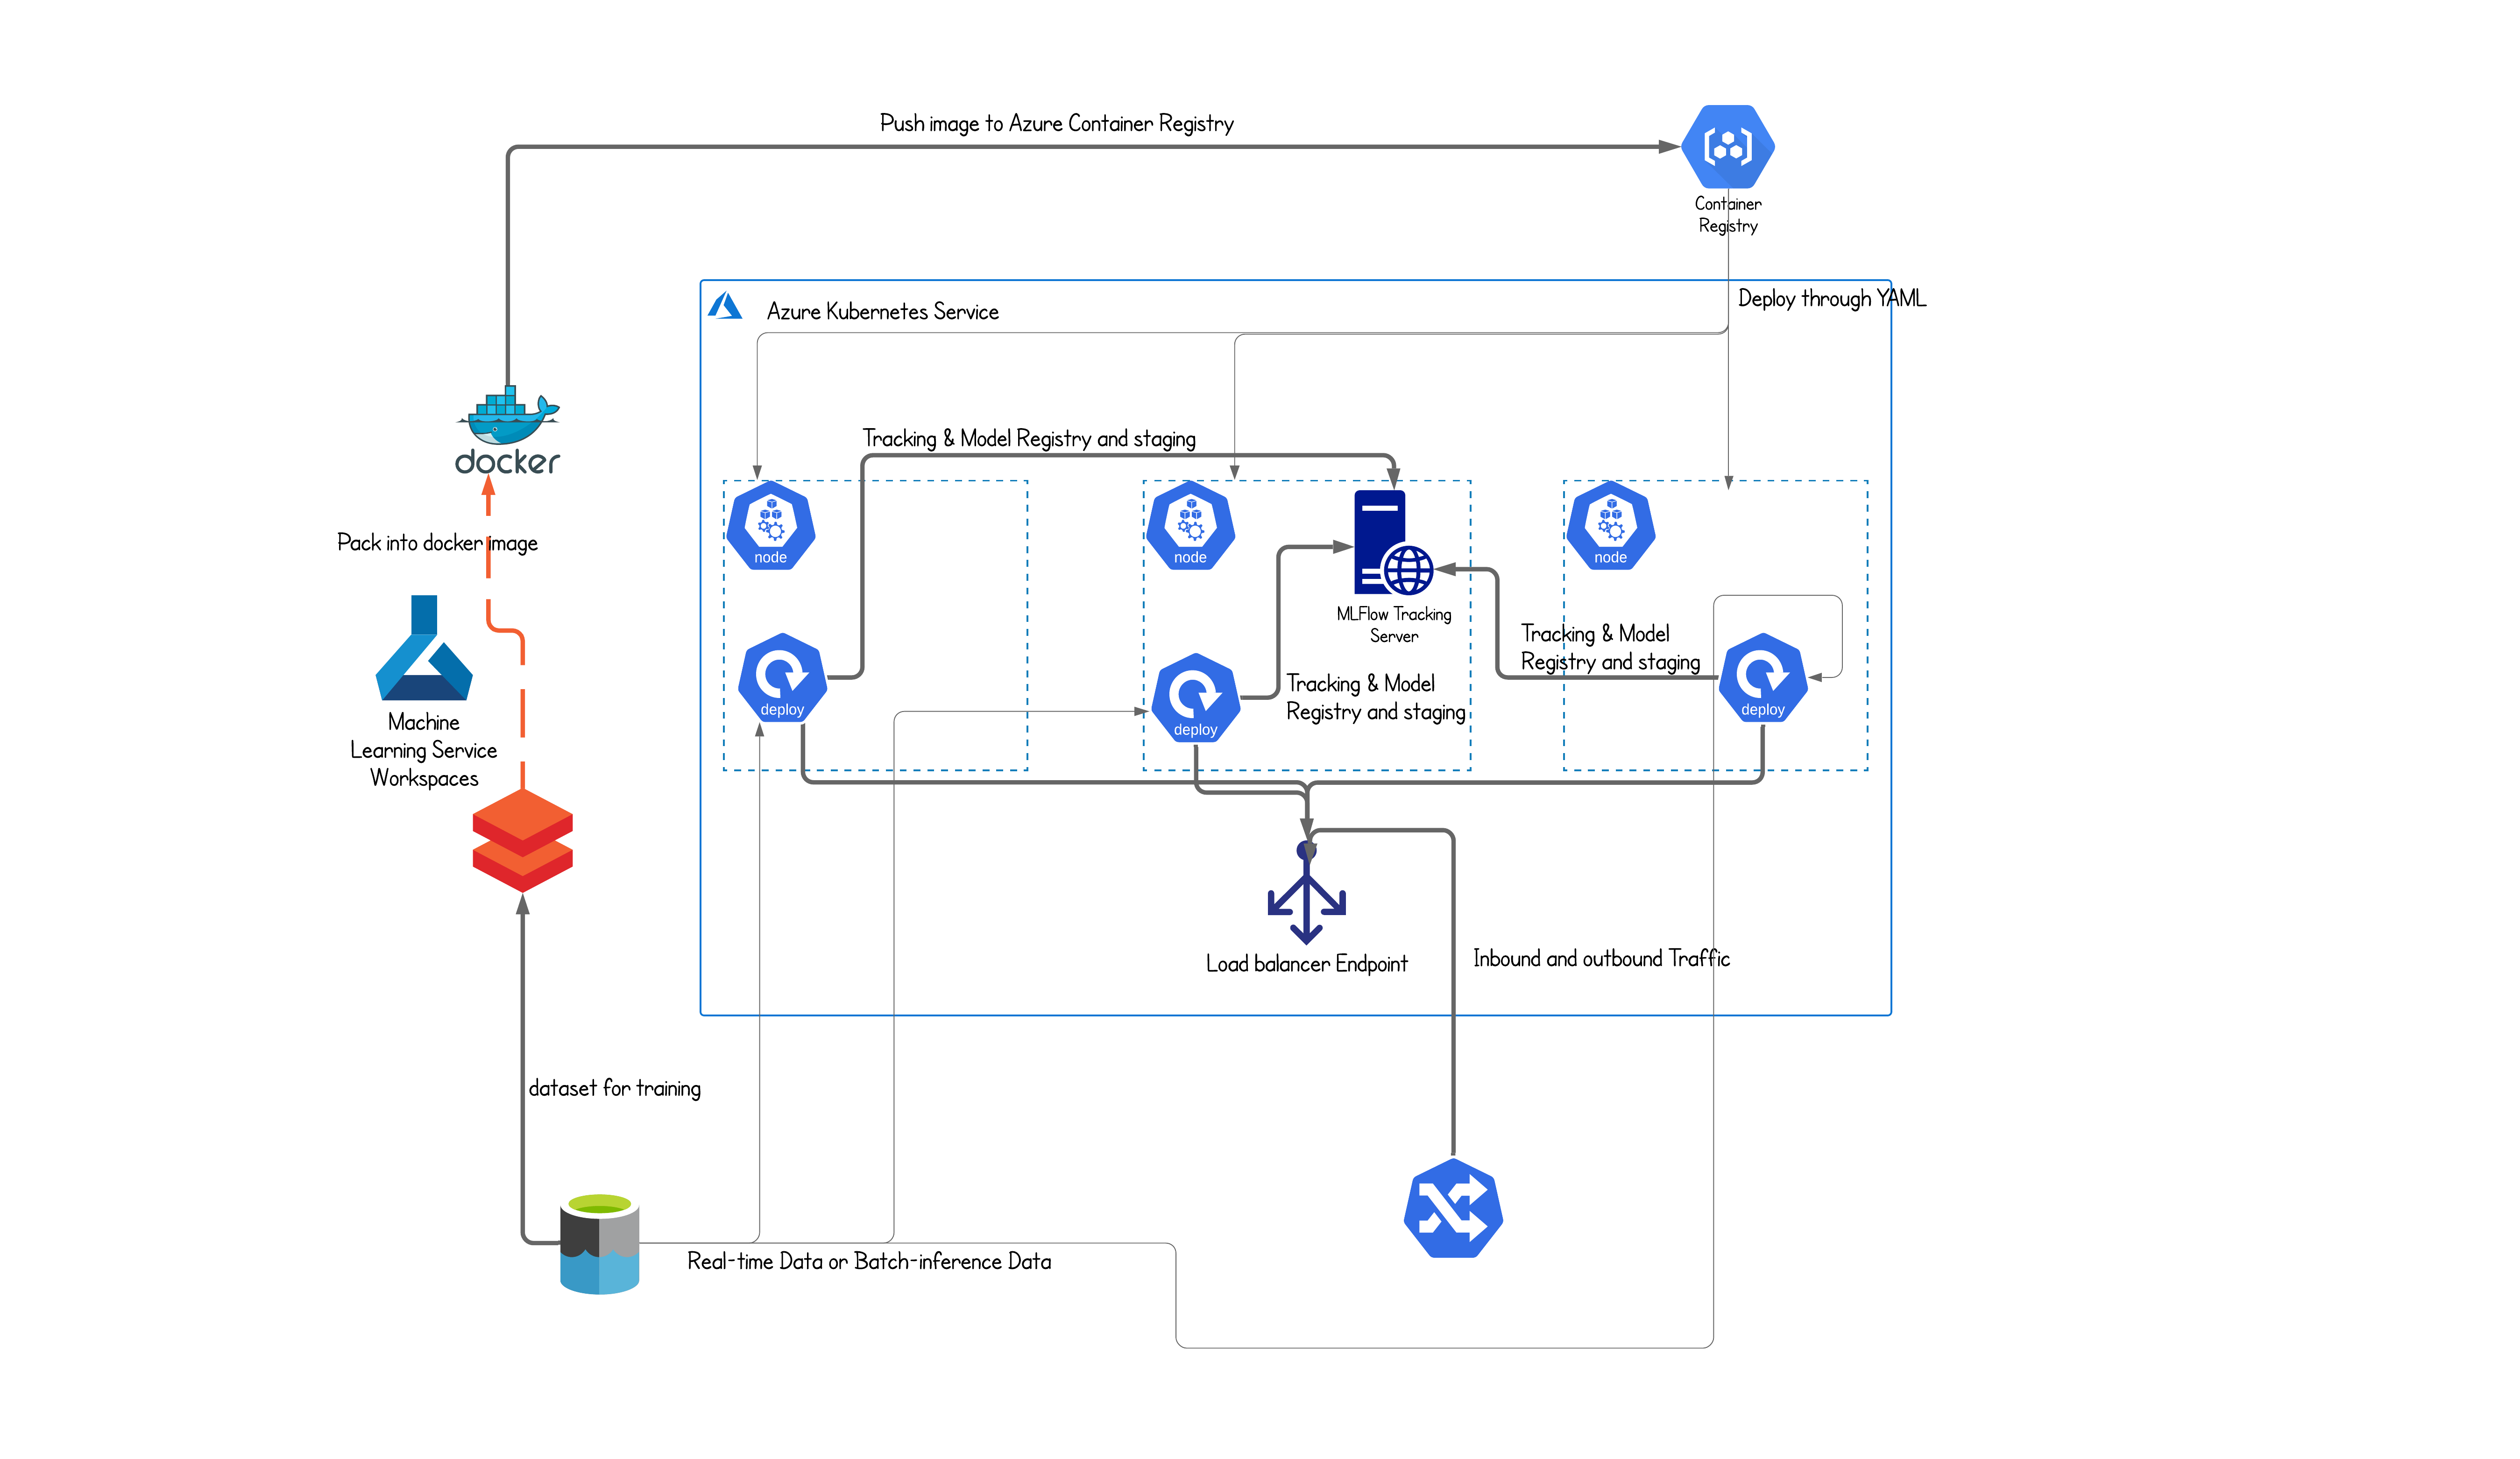 Push image to Azure Container Registry
Container
Registry
Deploy through YAML
Azure Kubernetes Service
docker
Tracking & Model Registry and staging
Pack into docker image
node
node
node
MLFlow Tracking
Server
Tracking & Model
Registry and staging
Tracking & Model
Registry and staging
deploy
deploy
deploy
Machine
Learning Service
Workspaces
Load balancer Endpoint
Inbound and outbound Traffic
dataset for training
Real-time Data or Batch-inference Data